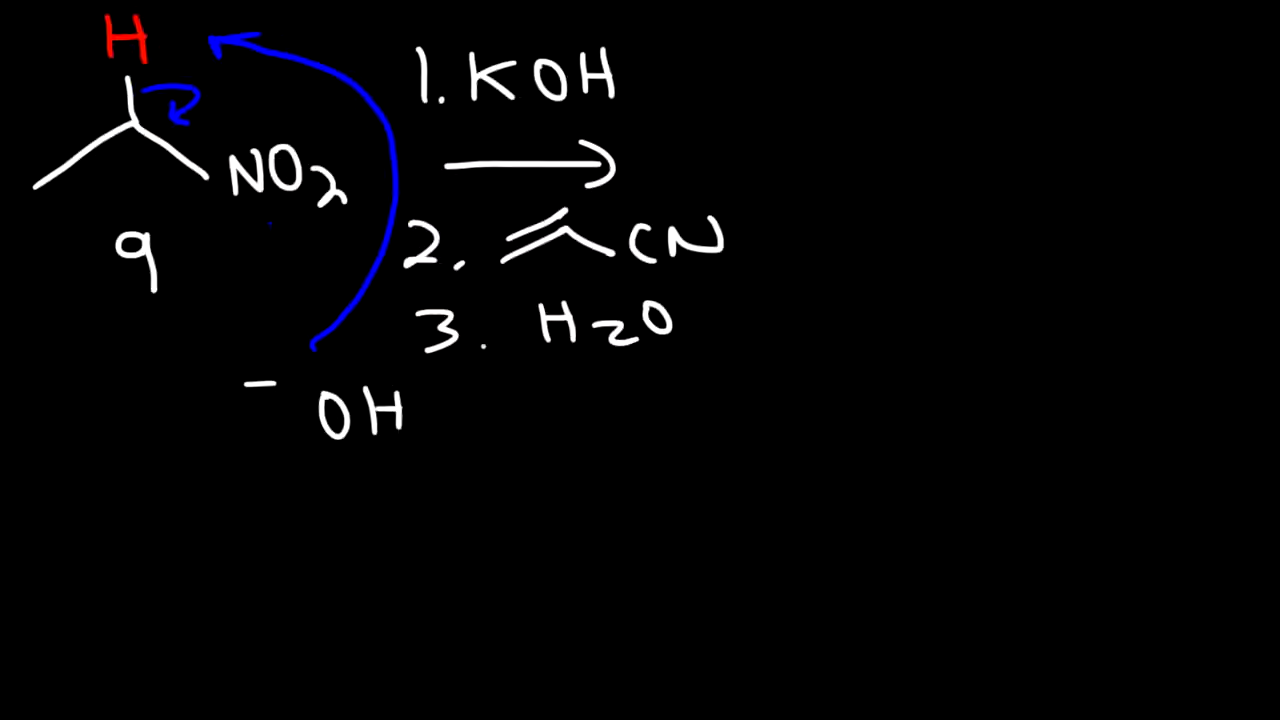 H
1. KOH
NO2
2. CN
9
3. H2O
− OH